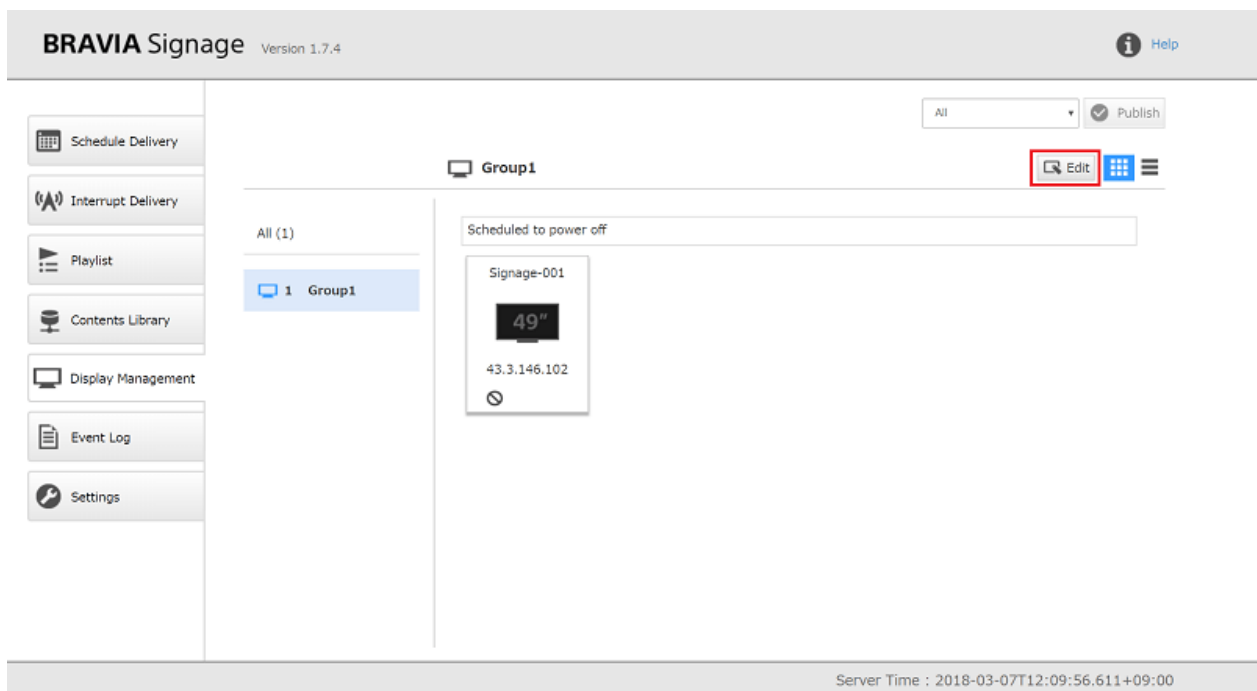 BRAVIA Signage Version 1.7.4
Help
All
Publish
Schedule Delivery
Group1
Edit
Interrupt Delivery
All (1)
Scheduled to power off
Playlist
Signage-001
1 Group1
49"
Contents Library
43.3.146.102
Display Management
Event Log
Settings
Server Time : 2018-03-07T12:09:56.611+09:00